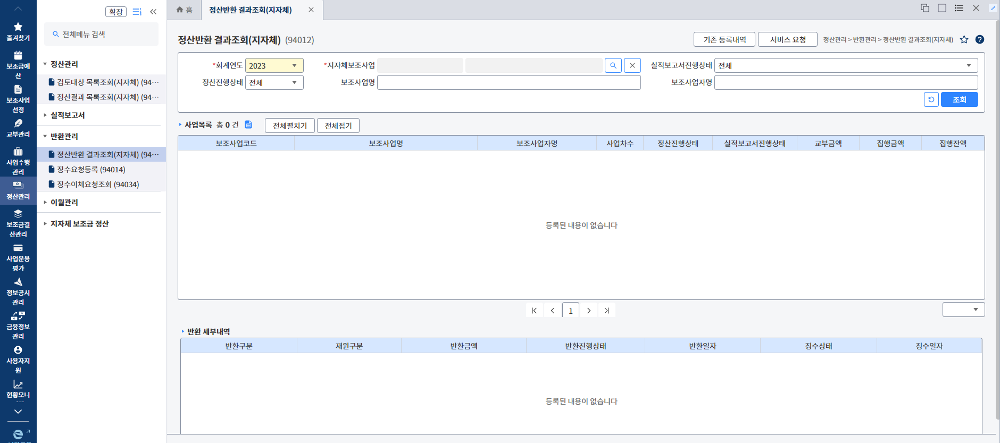 즐겨찾기
보조금예
산
보조사업
선정
교부관리
사업수행
관리
정산관리
보조금결
산관리
사업운용
평가
정보공시
관리
금융정보
관리
사용자지
원
현황모니
확장
전체메뉴 검색
정산관리
검토대상 목록조회(지자체) (94···
정산결과 목록조회(지자체) (94···
실적보고서
반환관리
정산반환 결과조회(지자체) (94···
징수요청등록 (94014)
징수이체요청조회 (94034)
이월관리
지자체 보조금 정산
홈
정산반환 결과조회(지자체)
정산반환 결과조회(지자체) (94012)
기존 등록내역
서비스 요청
정산관리 > 반환관리 > 정산반환 결과조회(지자체)
*회계연도 2023
*지자체보조사업
실적보고서진행상태 전체
정산진행상태 전체
보조사업명
보조사업자명
조회
사업목록 총 0 건
전체펼치기
전체접기
보조사업코드 보조사업명 보조사업자명 사업차수 정산진행상태 실적보고서진행상태 교부금액 집행금액 집행잔액
등록된 내용이 없습니다
1
반환 세부내역
반환구분 재원구분 반환금액 반환진행상태 반환일자 징수상태 징수일자
등록된 내용이 없습니다